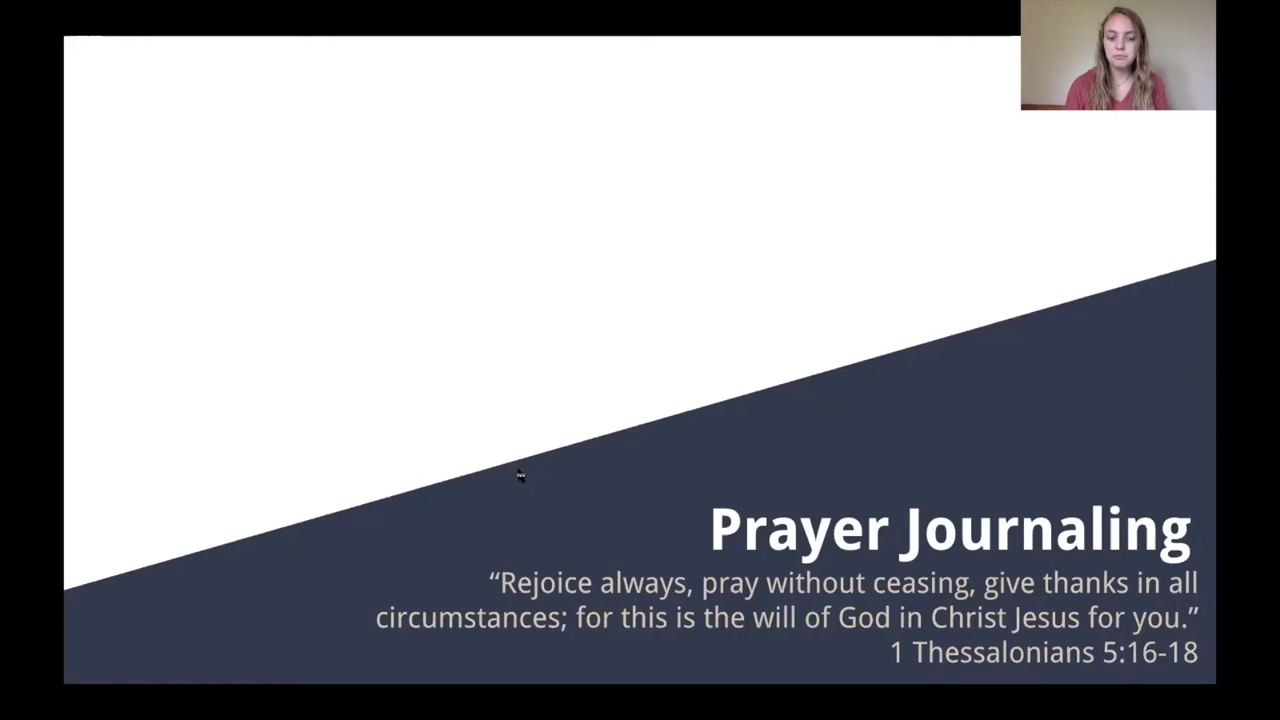 Prayer Journaling
“Rejoice always, pray without ceasing, give thanks in all
circumstances; for this is the will of God in Christ Jesus for you.”
1 Thessalonians 5:16-18